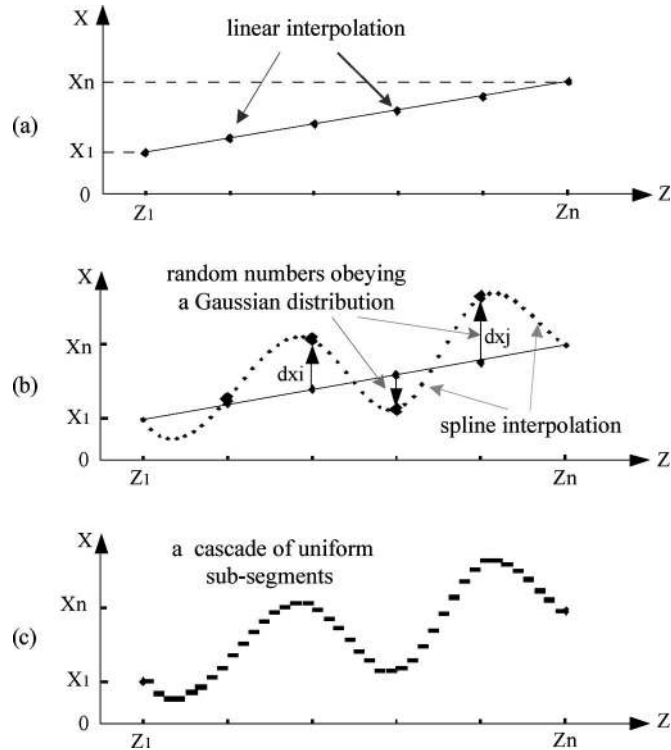 X
linear interpolation
Xn
(a)
X1
0
Z1
Zn
Z
X
random numbers obeying
a Gaussian distribution
Xn
dxi
dxj
(b)
X1
spline interpolation
0
Z1
Zn
Z
X
a cascade of uniform
sub-segments
Xn
(c)
X1
0
Z1
Zn
Z